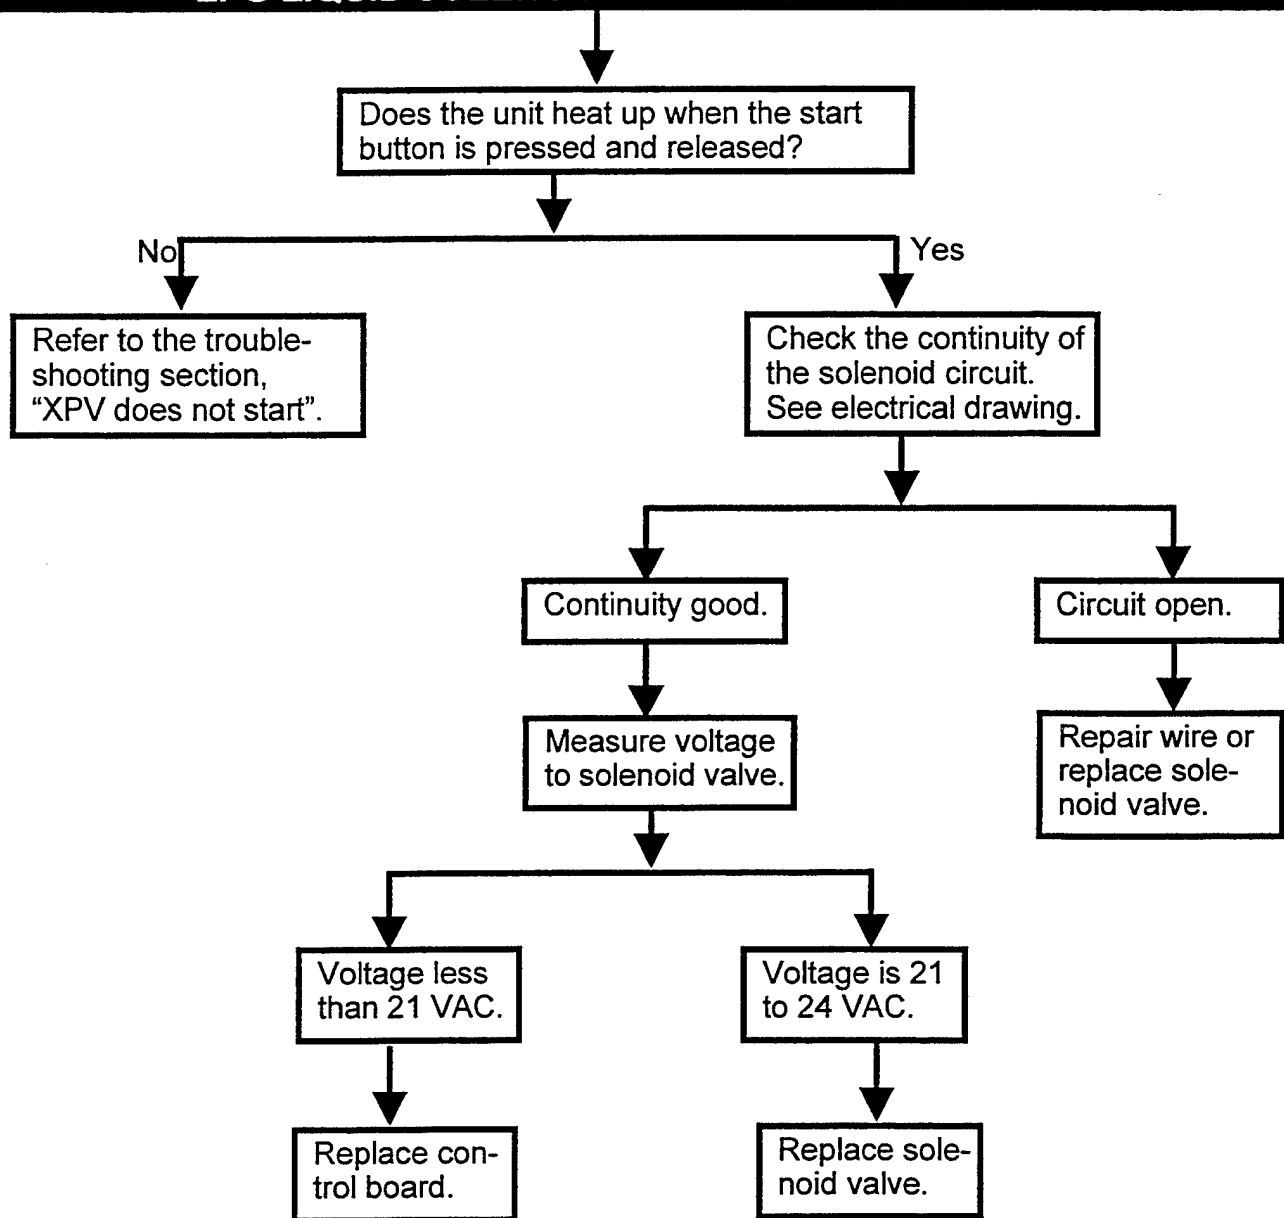 Does the unit heat up when the start
button is pressed and released?
No
Yes
Refer to the trouble-
shooting section,
“XPV does not start”.
Check the continuity of
the solenoid circuit.
See electrical drawing.
Continuity good.
Circuit open.
Measure voltage
to solenoid valve.
Repair wire or
replace sole-
noid valve.
Voltage less
than 21 VAC.
Voltage is 21
to 24 VAC.
Replace con-
trol board.
Replace sole-
noid valve.